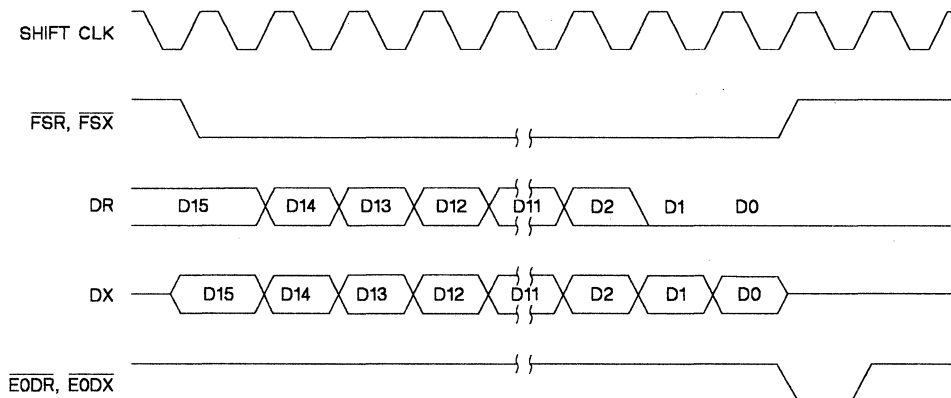 SHIFT CLK
FSR, FSX
DR D15 D14 D13 D12 D11 D2 D1 D0
DX D15 D14 D13 D12 D11 D2 D1 D0
EODR, EODX